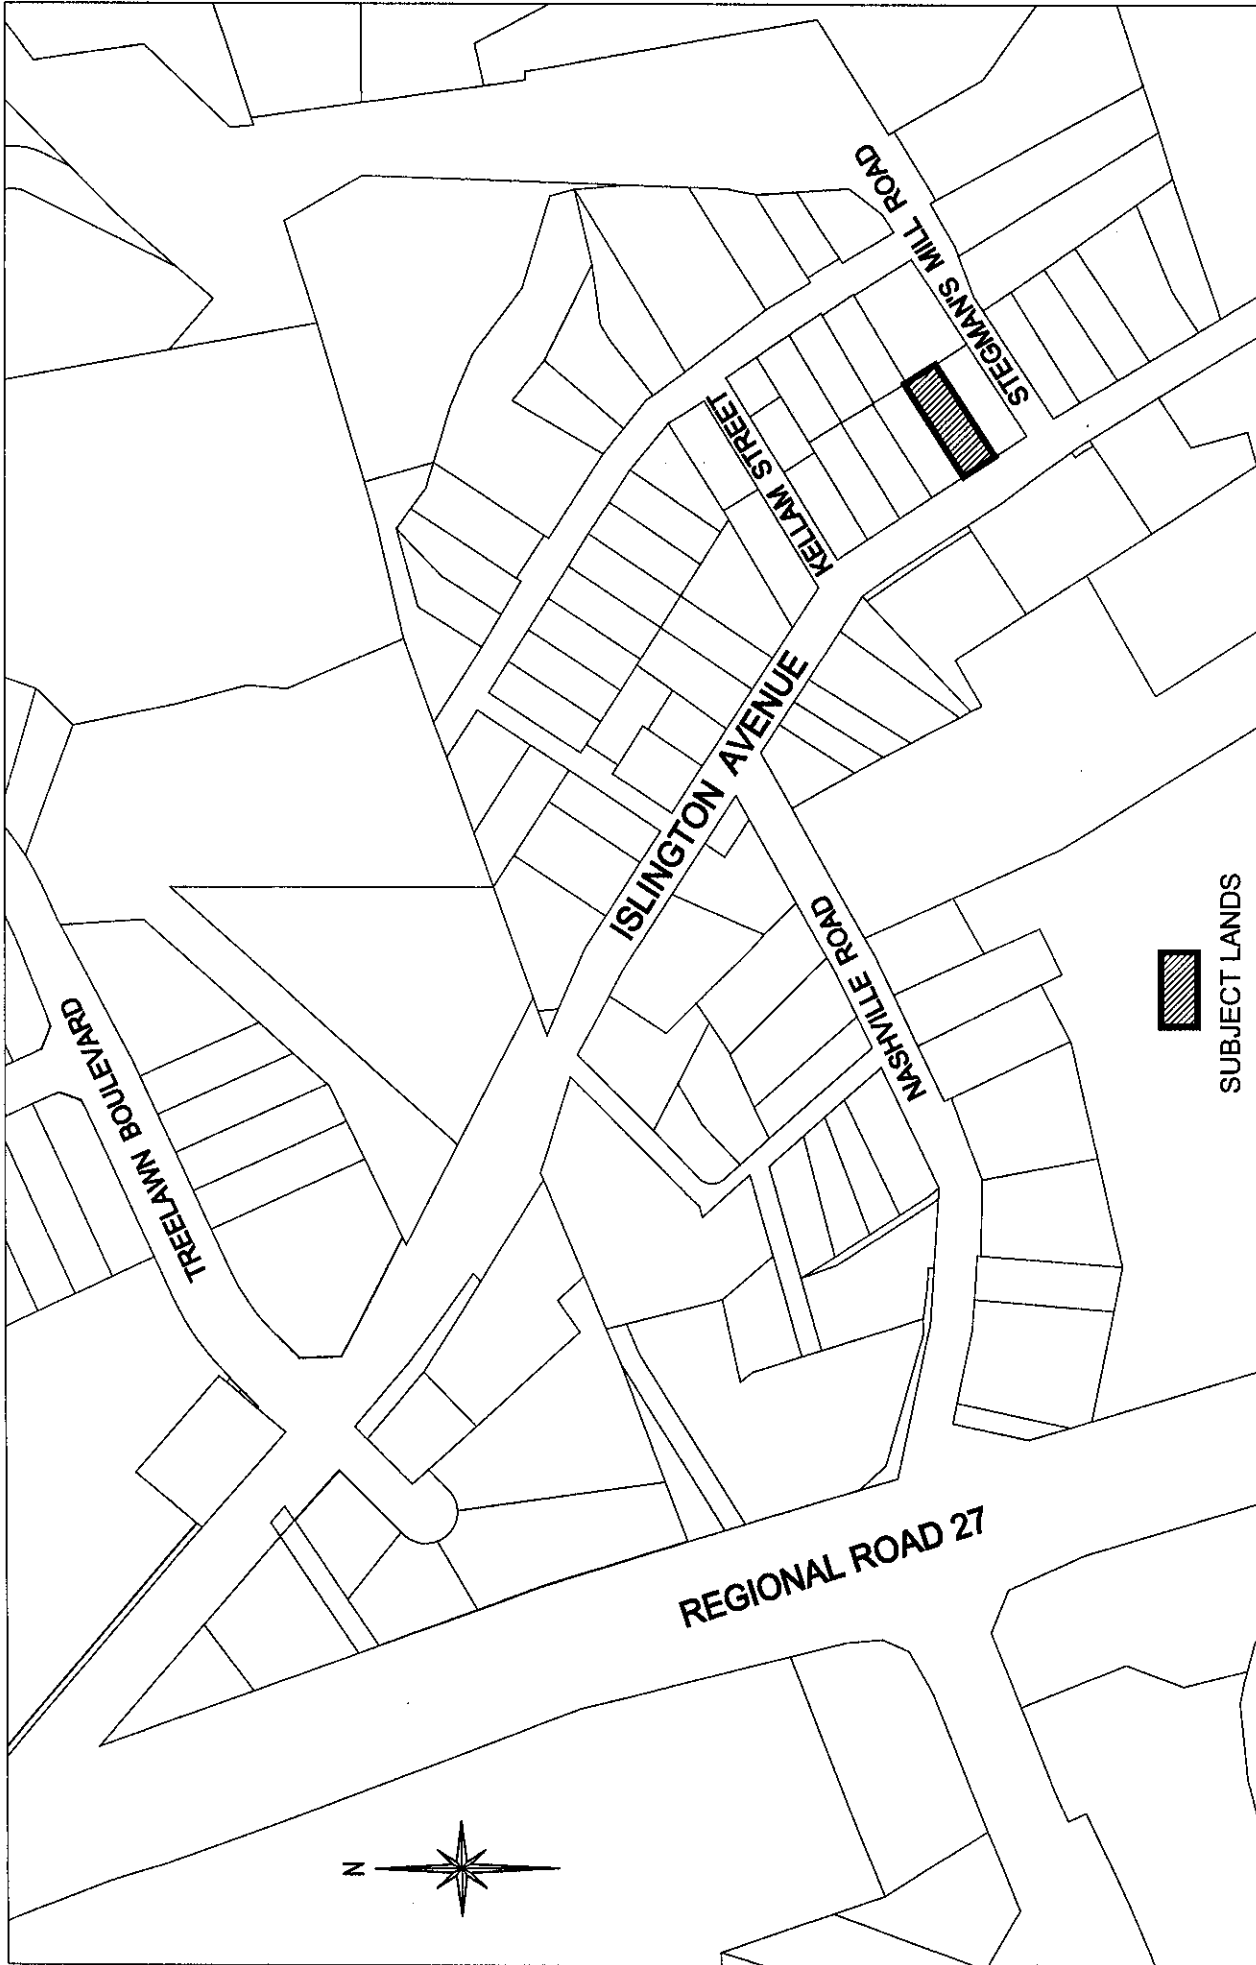 TREELAWN BOULEVARD
ISLINGTON AVENUE
KELLAM STREET
STEGMAN'S MILL ROAD
NASHVILLE ROAD
REGIONAL ROAD 27
N
SUBJECT LANDS